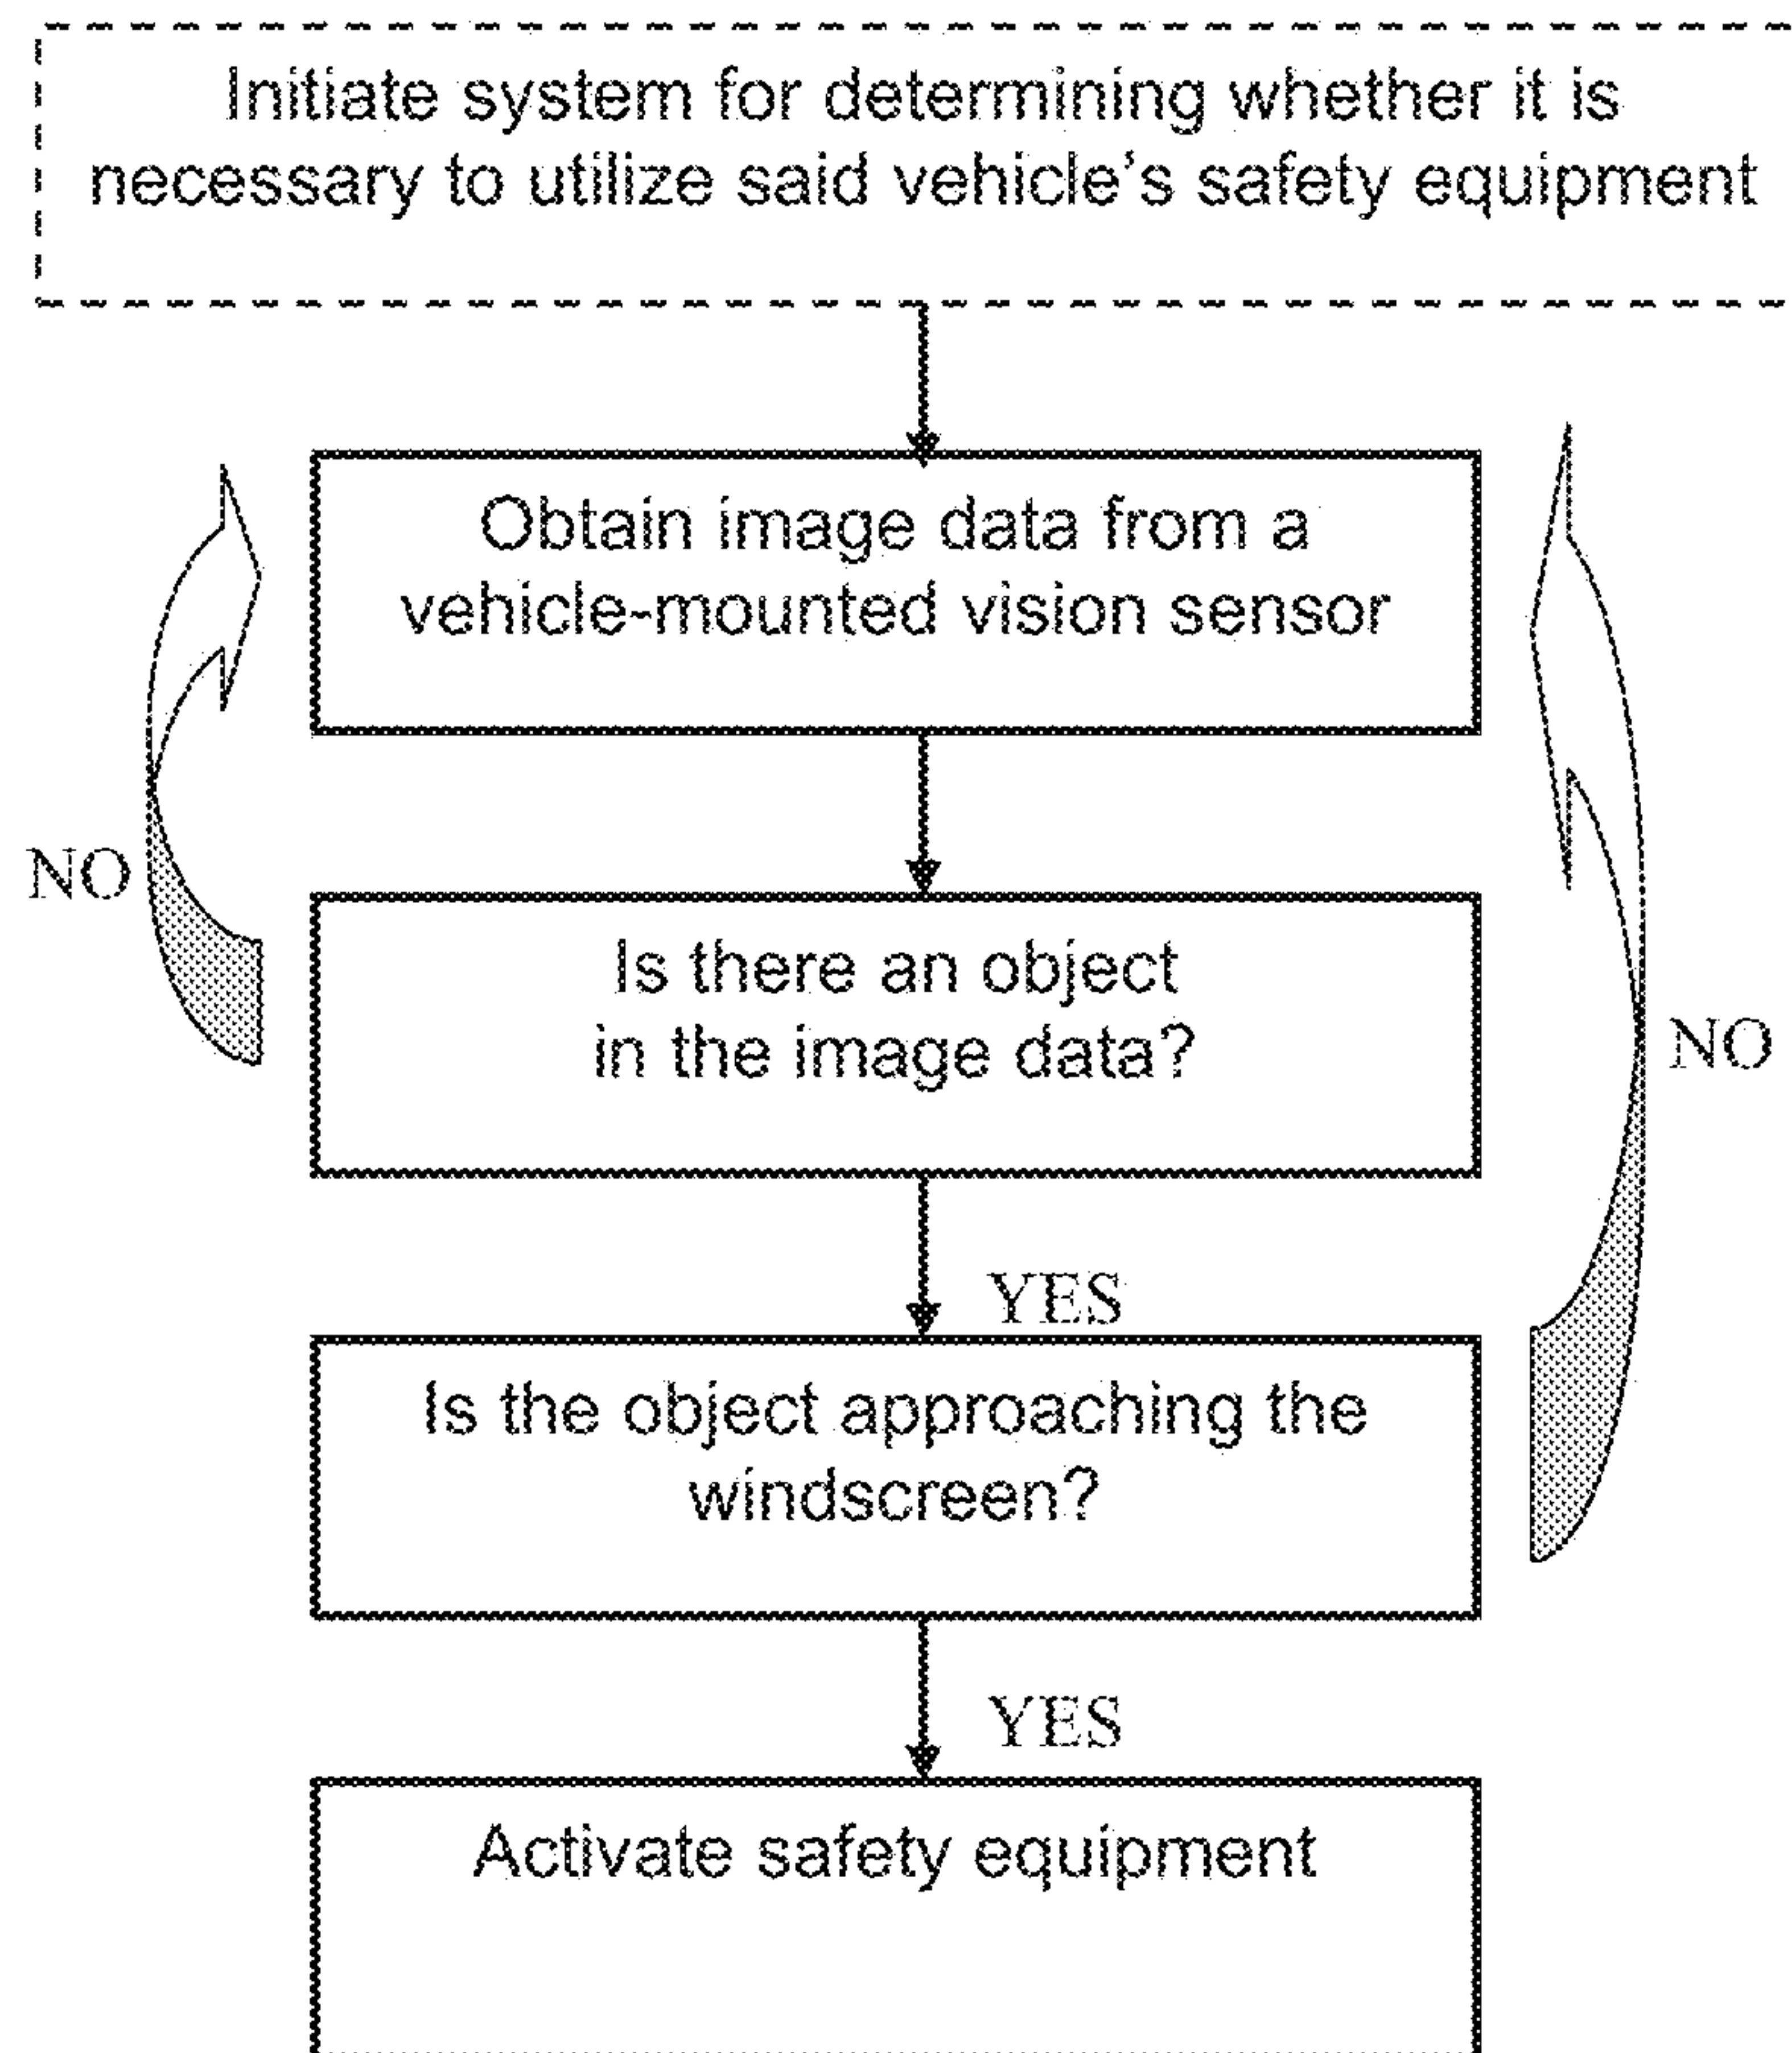 Initiate system for determining whether it is
necessary to utilize said vehicle's safety equipment
Obtain image data from a
vehicle-mounted vision sensor
NO
Is there an object
in the image data?
NO
YES
Is the object approaching the
windscreen?
YES
Activate safety equipment